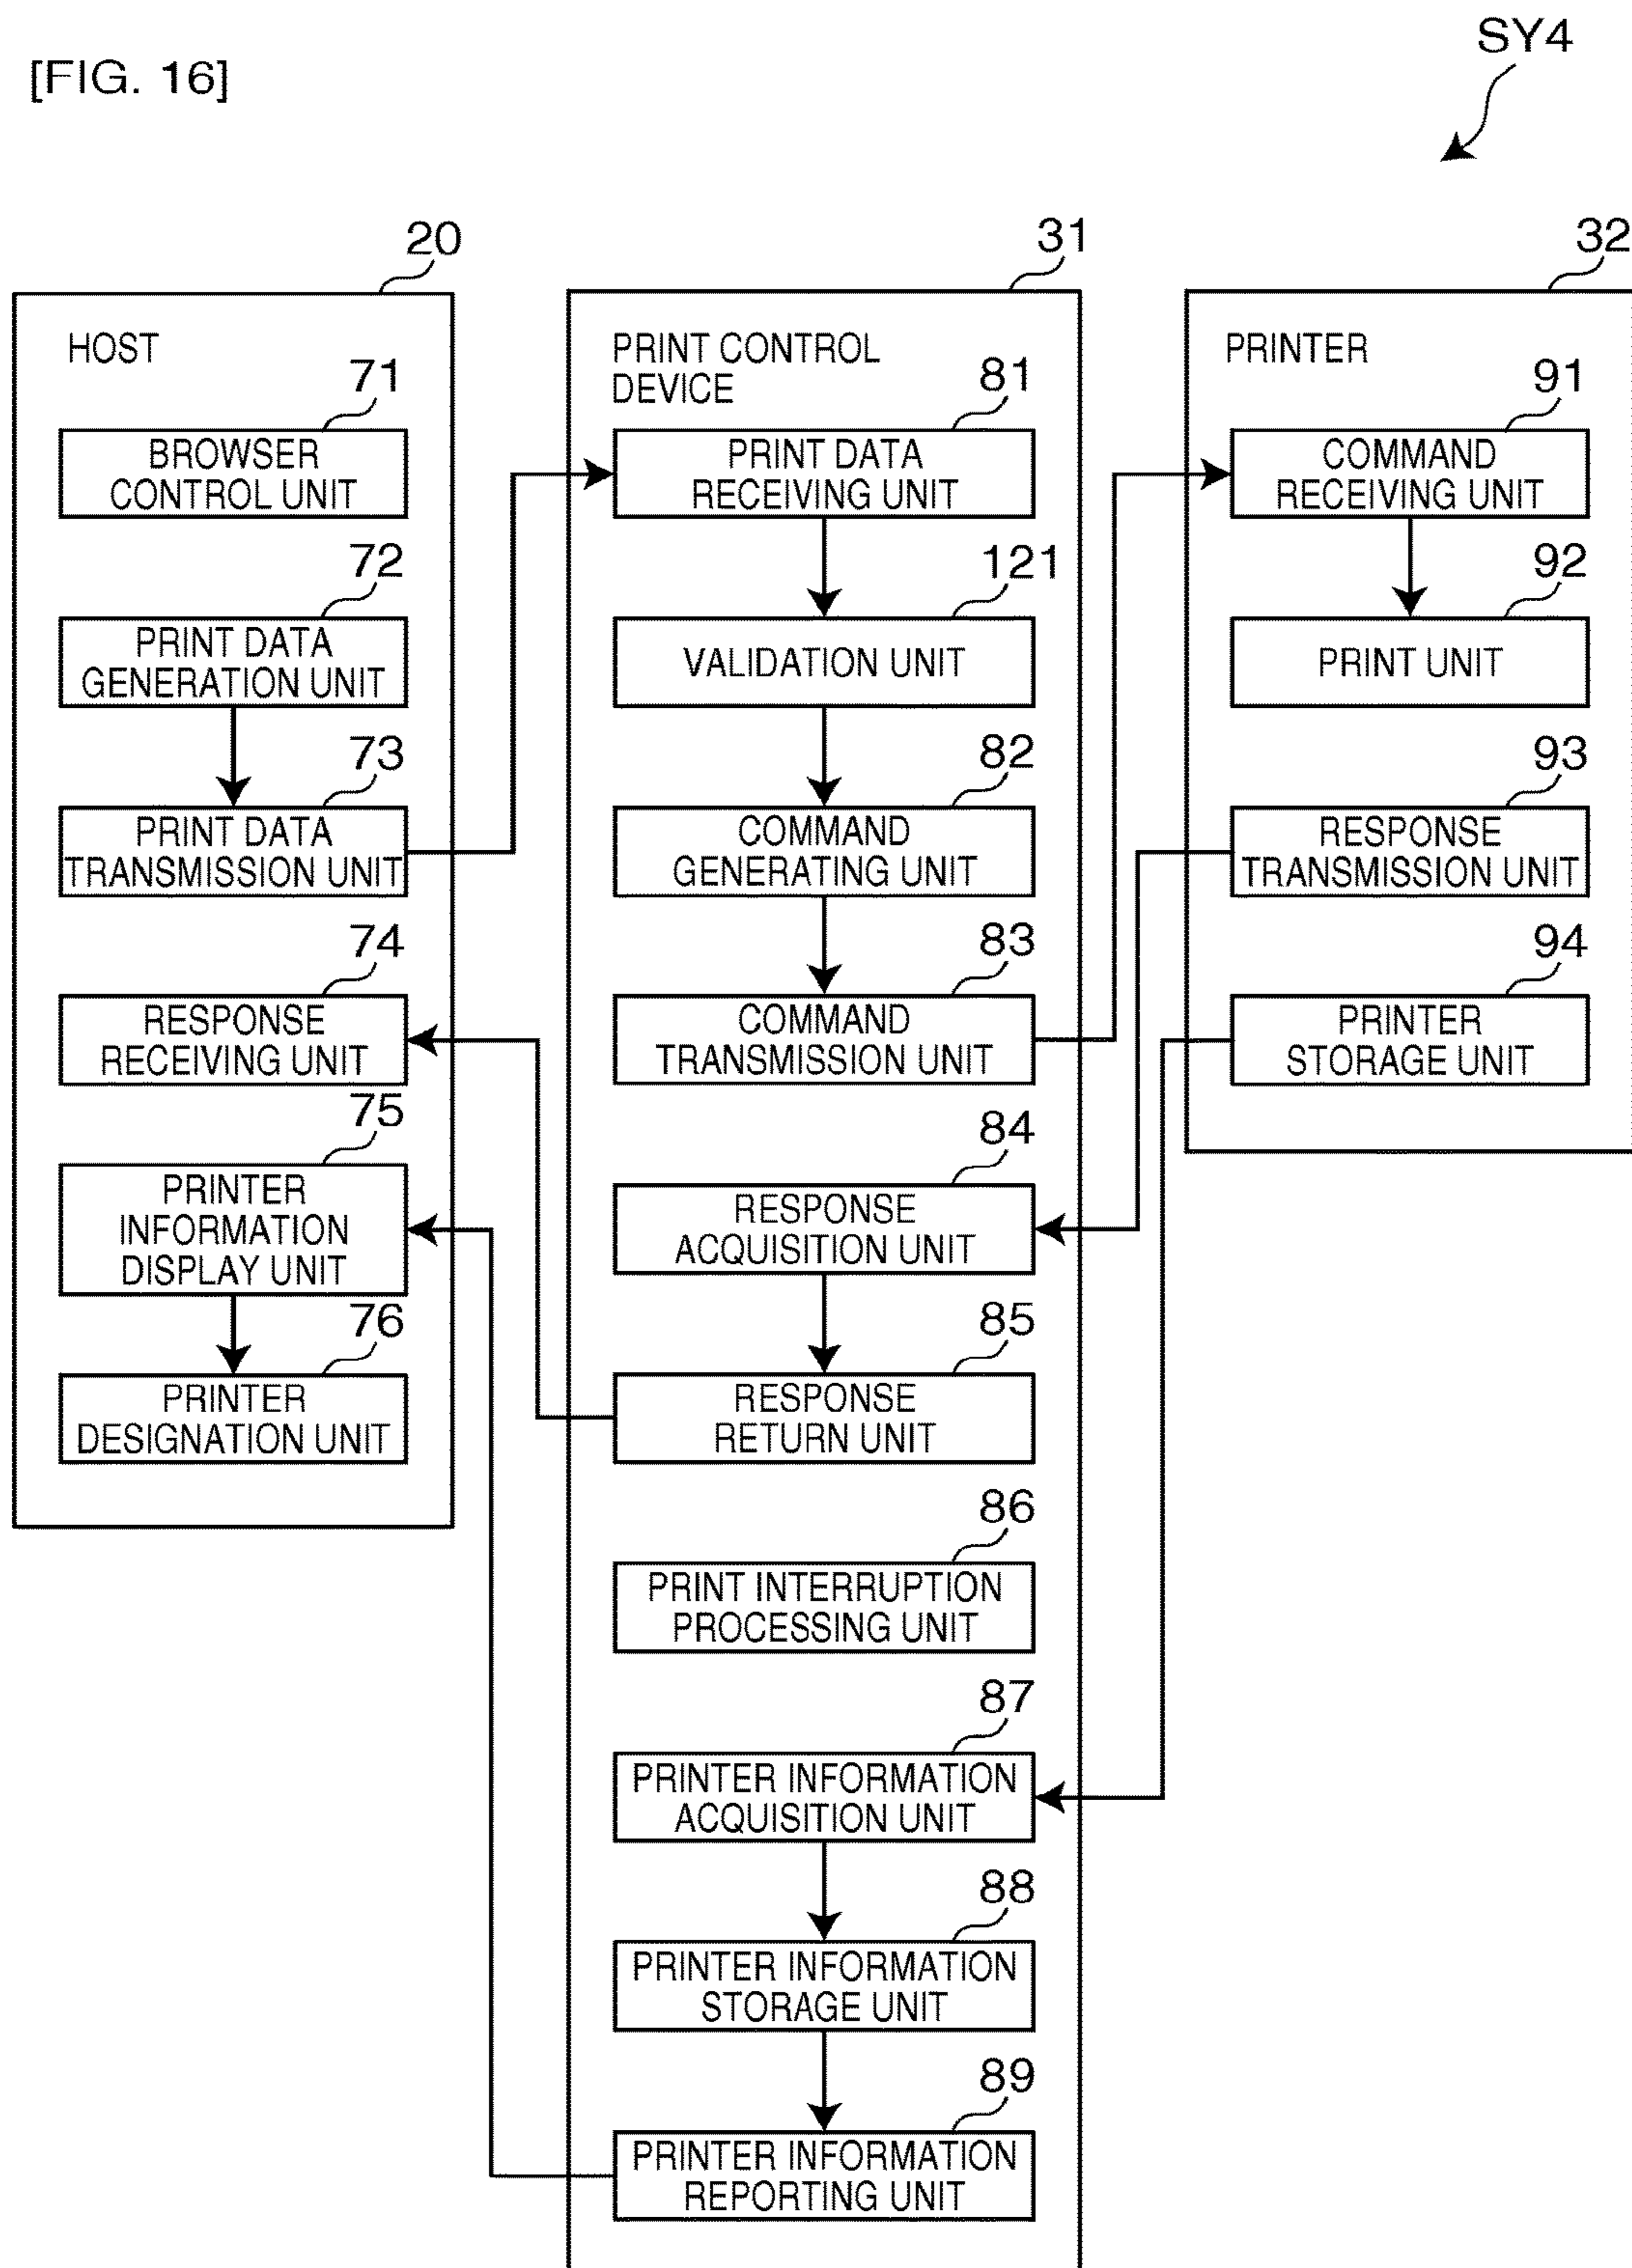 SY4
[FIG. 16]
20
HOST
71
BROWSER
CONTROL UNIT
72
PRINT DATA
GENERATION UNIT
73
PRINT DATA
TRANSMISSION UNIT
74
RESPONSE
RECEIVING UNIT
75
PRINTER
INFORMATION
DISPLAY UNIT
76
PRINTER
DESIGNATION UNIT
31
PRINT CONTROL
DEVICE
81
PRINT DATA
RECEIVING UNIT
121
VALIDATION UNIT
82
COMMAND
GENERATING UNIT
83
COMMAND
TRANSMISSION UNIT
84
RESPONSE
ACQUISITION UNIT
85
RESPONSE
RETURN UNIT
86
PRINT INTERRUPTION
PROCESSING UNIT
87
PRINTER INFORMATION
ACQUISITION UNIT
88
PRINTER INFORMATION
STORAGE UNIT
89
PRINTER INFORMATION
REPORTING UNIT
32
PRINTER
91
COMMAND
RECEIVING UNIT
92
PRINT UNIT
93
RESPONSE
TRANSMISSION UNIT
94
PRINTER
STORAGE UNIT